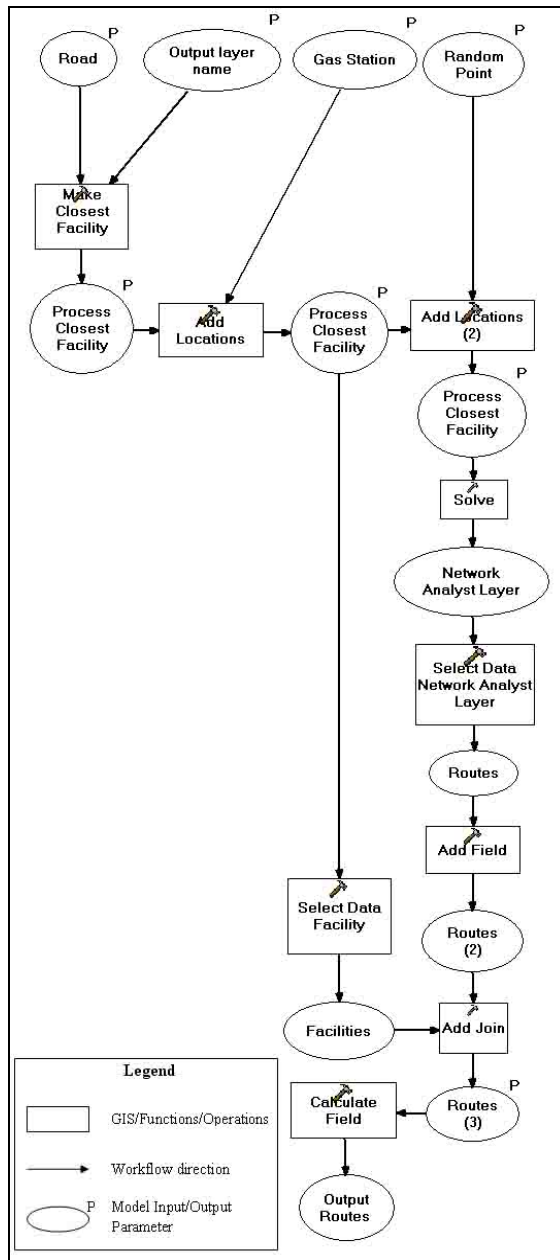 P
P
P
P
Road
Output layer
name
Gas Station
Random
Point
Make
Closest
Facility
P
Process
Closest
Facility
Add
Locations
P
Process
Closest
Facility
Add Locations
(2)
P
Process
Closest
Facility
Solve
Network
Analyst Layer
Select Data
Network Analyst
Layer
Routes
Add Field
Select Data
Facility
Routes
(2)
Facilities
Add Join
P
Routes
(3)
Calculate
Field
Output
Routes
Legend
GIS/Functions/Operations
Workflow direction
P
Model Input/Output
Parameter